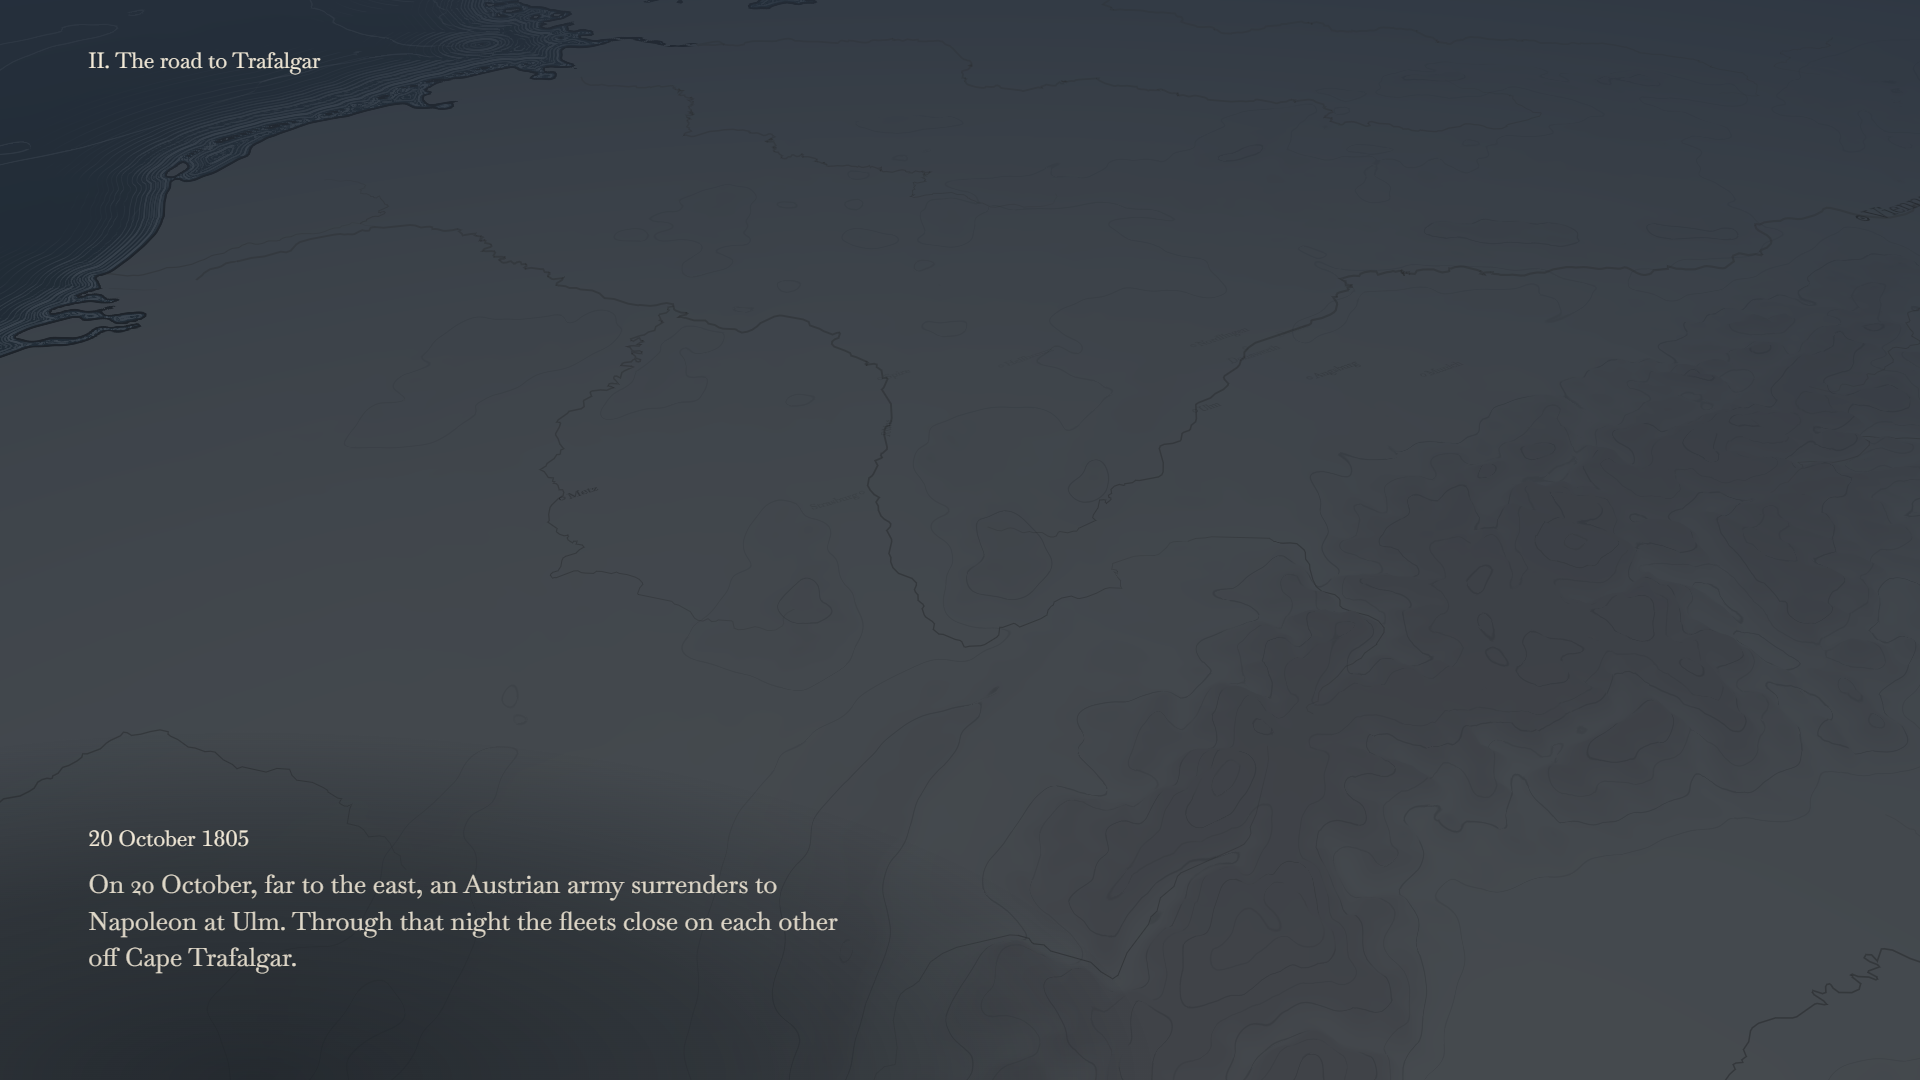 II. The road to Trafalgar
20 October 1805
On 20 October, far to the east, an Austrian army surrenders to
Napoleon at Ulm. Through that night the fleets close on each other
off Cape Trafalgar.